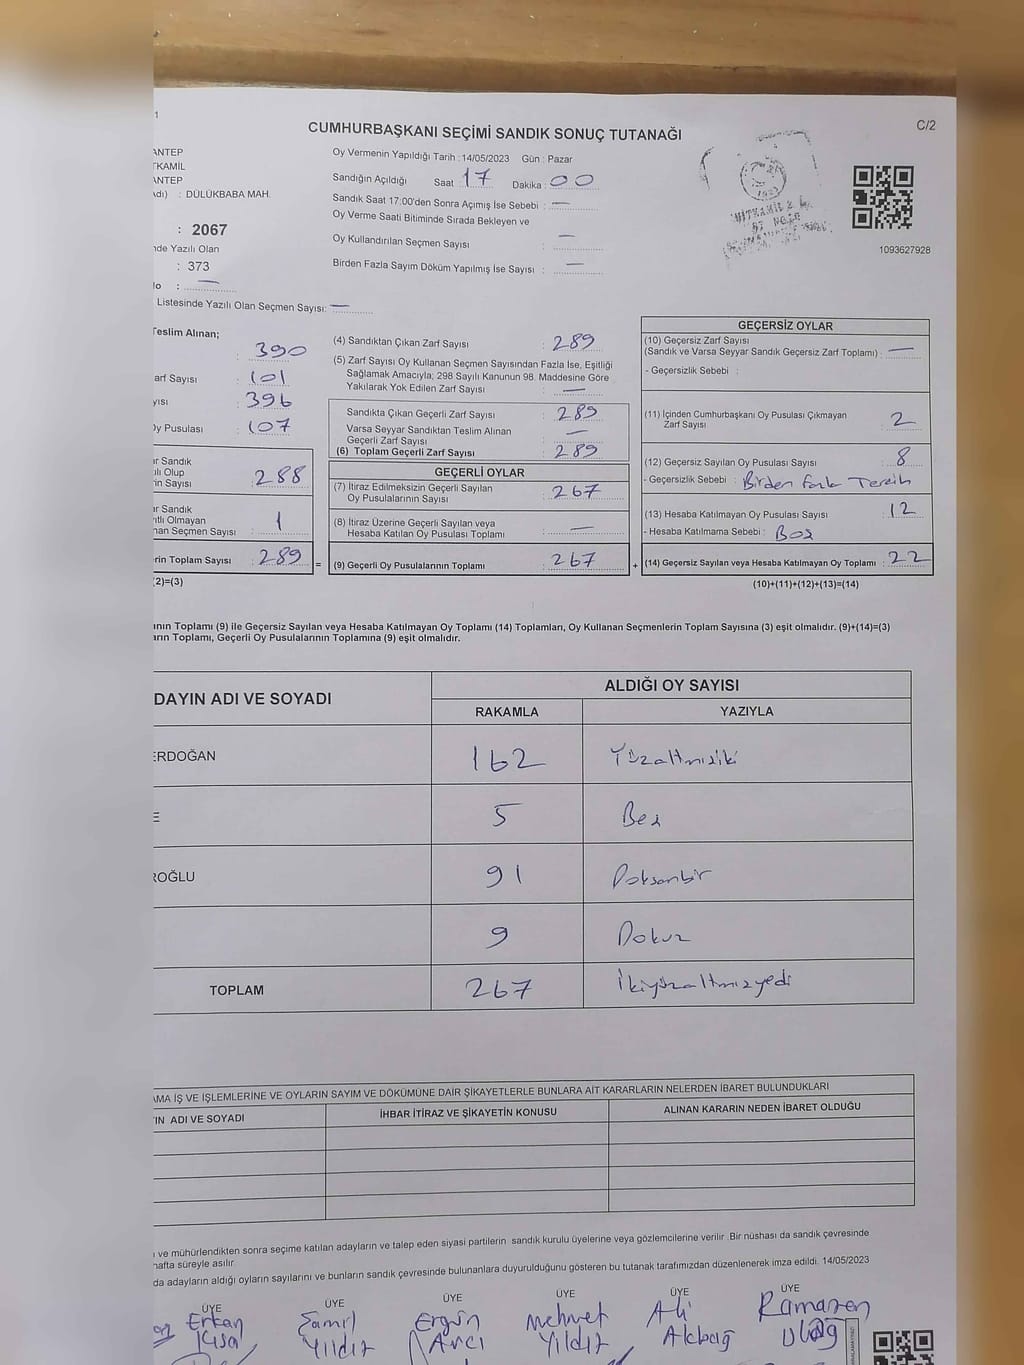 1
C/2
CUMHURBAŞKANI SEÇİMİ SANDIK SONUÇ TUTANAĞI
ANTEP
TKAMİL
ANTEP
Adı) : DÜLÜKBABA MAH.
: 2067
nde Yazılı Olan
: 373
No : —
Listesinde Yazılı Olan Seçmen Sayısı: —
Oy Vermenin Yapıldığı Tarih : 14/05/2023 Gün : Pazar
Sandığın Açıldığı Saat 17 Dakika : 00
Sandık Saat 17:00'den Sonra Açımış İse Sebebi : —
Oy Verme Saati Bitiminde Sırada Bekleyen ve
Oy Kullandırılan Seçmen Sayısı : —
Birden Fazla Sayım Döküm Yapılmış İse Sayısı : —
1093627928
Teslim Alınan;
: 390
arf Sayısı : 101
yısı : 396
Oy Pusulası : 107
ır Sandık
ılı Olup
ın Sayısı 288
ır Sandık
ıtlı Olmayan
nan Seçmen Sayısı 1
rin Toplam Sayısı : 289 =
(2)=(3)
(4) Sandıktan Çıkan Zarf Sayısı : 289
(5) Zarf Sayısı Oy Kullanan Seçmen Sayısından Fazla İse, Eşitliği
Sağlamak Amacıyla; 298 Sayılı Kanunun 98. Maddesine Göre
Yakılarak Yok Edilen Zarf Sayısı : —
Sandıkta Çıkan Geçerli Zarf Sayısı : 289
Varsa Seyyar Sandıktan Teslim Alınan
Geçerli Zarf Sayısı : —
(6) Toplam Geçerli Zarf Sayısı : 289
GEÇERLİ OYLAR
(7) İtiraz Edilmeksizin Geçerli Sayılan
Oy Pusulalarının Sayısı : 267
(8) İtiraz Üzerine Geçerli Sayılan veya
Hesaba Katılan Oy Pusulası Toplamı : —
(9) Geçerli Oy Pusulalarının Toplamı : 267 +
GEÇERSİZ OYLAR
(10) Geçersiz Zarf Sayısı
(Sandık ve Varsa Seyyar Sandık Geçersiz Zarf Toplamı) : —
- Geçersizlik Sebebi :
(11) İçinden Cumhurbaşkanı Oy Pusulası Çıkmayan
Zarf Sayısı : 2
(12) Geçersiz Sayılan Oy Pusulası Sayısı : 8
- Geçersizlik Sebebi : Birden Fazla Tercih
(13) Hesaba Katılmayan Oy Pusulası Sayısı : 12
- Hesaba Katılmama Sebebi : Boş
(14) Geçersiz Sayılan veya Hesaba Katılmayan Oy Toplamı : 22
(10)+(11)+(12)+(13)=(14)
ının Toplamı (9) ile Geçersiz Sayılan veya Hesaba Katılmayan Oy Toplamı (14) Toplamları, Oy Kullanan Seçmenlerin Toplam Sayısına (3) eşit olmalıdır. (9)+(14)=(3)
arın Toplamı, Geçerli Oy Pusulalarının Toplamına (9) eşit olmalıdır.
DAYIN ADI VE SOYADI
ALDIĞI OY SAYISI
RAKAMLA YAZIYLA
ERDOĞAN 162 Yüzaltmışiki
E 5 Beş
ROĞLU 91 Doksanbir
9 Dokuz
TOPLAM 267 İkiyüzaltmışyedi
AMA İŞ VE İŞLEMLERİNE VE OYLARIN SAYIM VE DÖKÜMÜNE DAİR ŞİKAYETLERLE BUNLARA AİT KARARLARIN NELERDEN İBARET BULUNDUKLARI
IN ADI VE SOYADI İHBAR İTİRAZ VE ŞİKAYETİN KONUSU ALINAN KARARIN NEDEN İBARET OLDUĞU
ı ve mühürlendikten sonra seçime katılan adayların ve talep eden siyasi partilerin sandık kurulu üyelerine veya gözlemcilerine verilir. Bir nüshası da sandık çevresinde
hafta süreyle asılır.
da adayların aldığı oyların sayılarını ve bunların sandık çevresinde bulunanlara duyurulduğunu gösteren bu tutanak tarafımızdan düzenlenerek imza edildi. 14/05/2023
ÜYE ÜYE ÜYE ÜYE ÜYE ÜYE
Erkan Şamil Ergün Mehmet Ali Ramazan
Yıldız Avcı Yıldız Akbağ